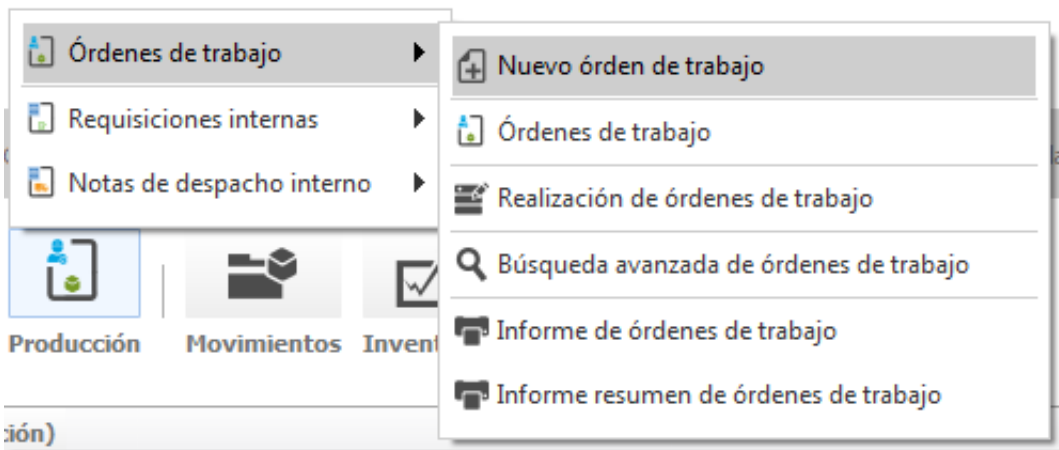 Órdenes de trabajo
Requisiciones internas
Notas de despacho interno
Nuevo órden de trabajo
Órdenes de trabajo
Realización de órdenes de trabajo
Búsqueda avanzada de órdenes de trabajo
Informe de órdenes de trabajo
Informe resumen de órdenes de trabajo
Producción
Movimientos
Invent
ción)